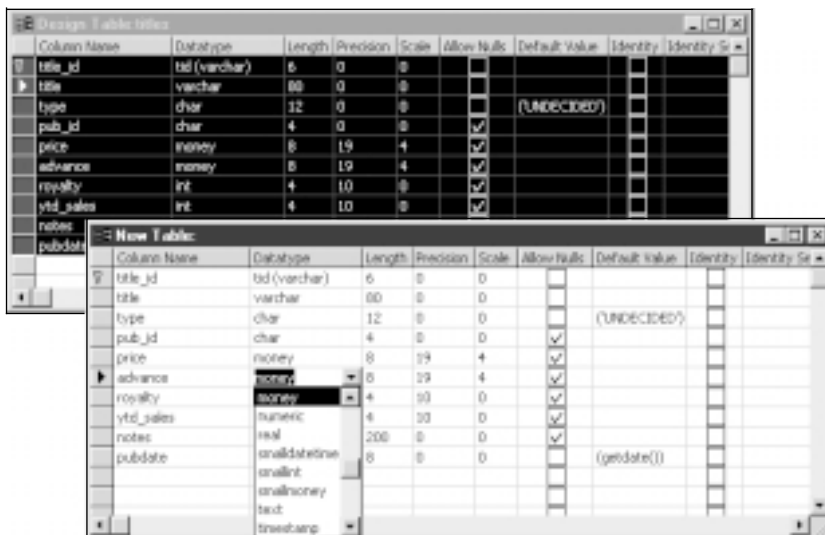 Design Table:titles
Column Name Datatype Length Precision Scale Allow Nulls Default Value Identity Identity S
title_id tid (varchar) 6 0 0
title varchar 80 0 0
type char 12 0 0 ('UNDECIDED')
pub_id char 4 0 0
price money 8 19 4
advance money 8 19 4
royalty int 4 10 0
ytd_sales int 4 10 0
notes
pubdate
New Table:
Column Name Datatype Length Precision Scale Allow Nulls Default Value Identity Identity Se
title_id tid (varchar) 6 0 0
title varchar 80 0 0
type char 12 0 0 ('UNDECIDED')
pub_id char 4 0 0
price money 8 19 4
advance money 8 19 4
royalty money 4 10 0
ytd_sales numeric 4 10 0
notes real 200 0 0
pubdate smalldatetime 8 0 0 (getdate())
smallint
smallmoney
text
timestamp